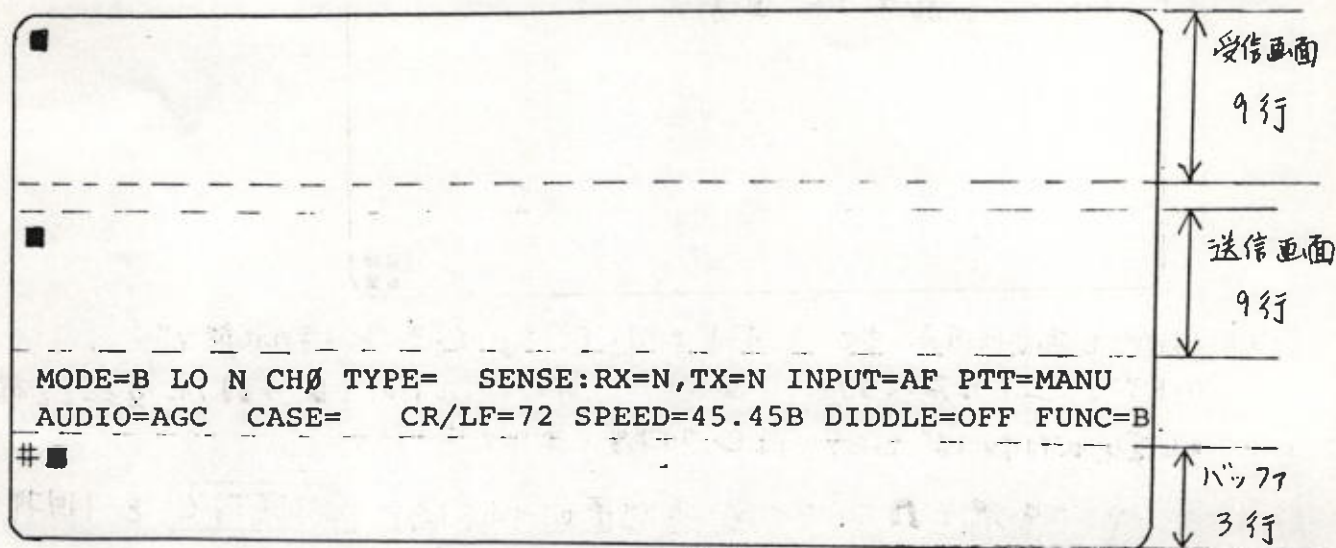 受信画面
9行
送信画面
9行
MODE=B LO N CHØ TYPE= SENSE:RX=N,TX=N INPUT=AF PTT=MANU
AUDIO=AGC CASE= CR/LF=72 SPEED=45.45B DIDDLE=OFF FUNC=B
#■
バッファ
3行